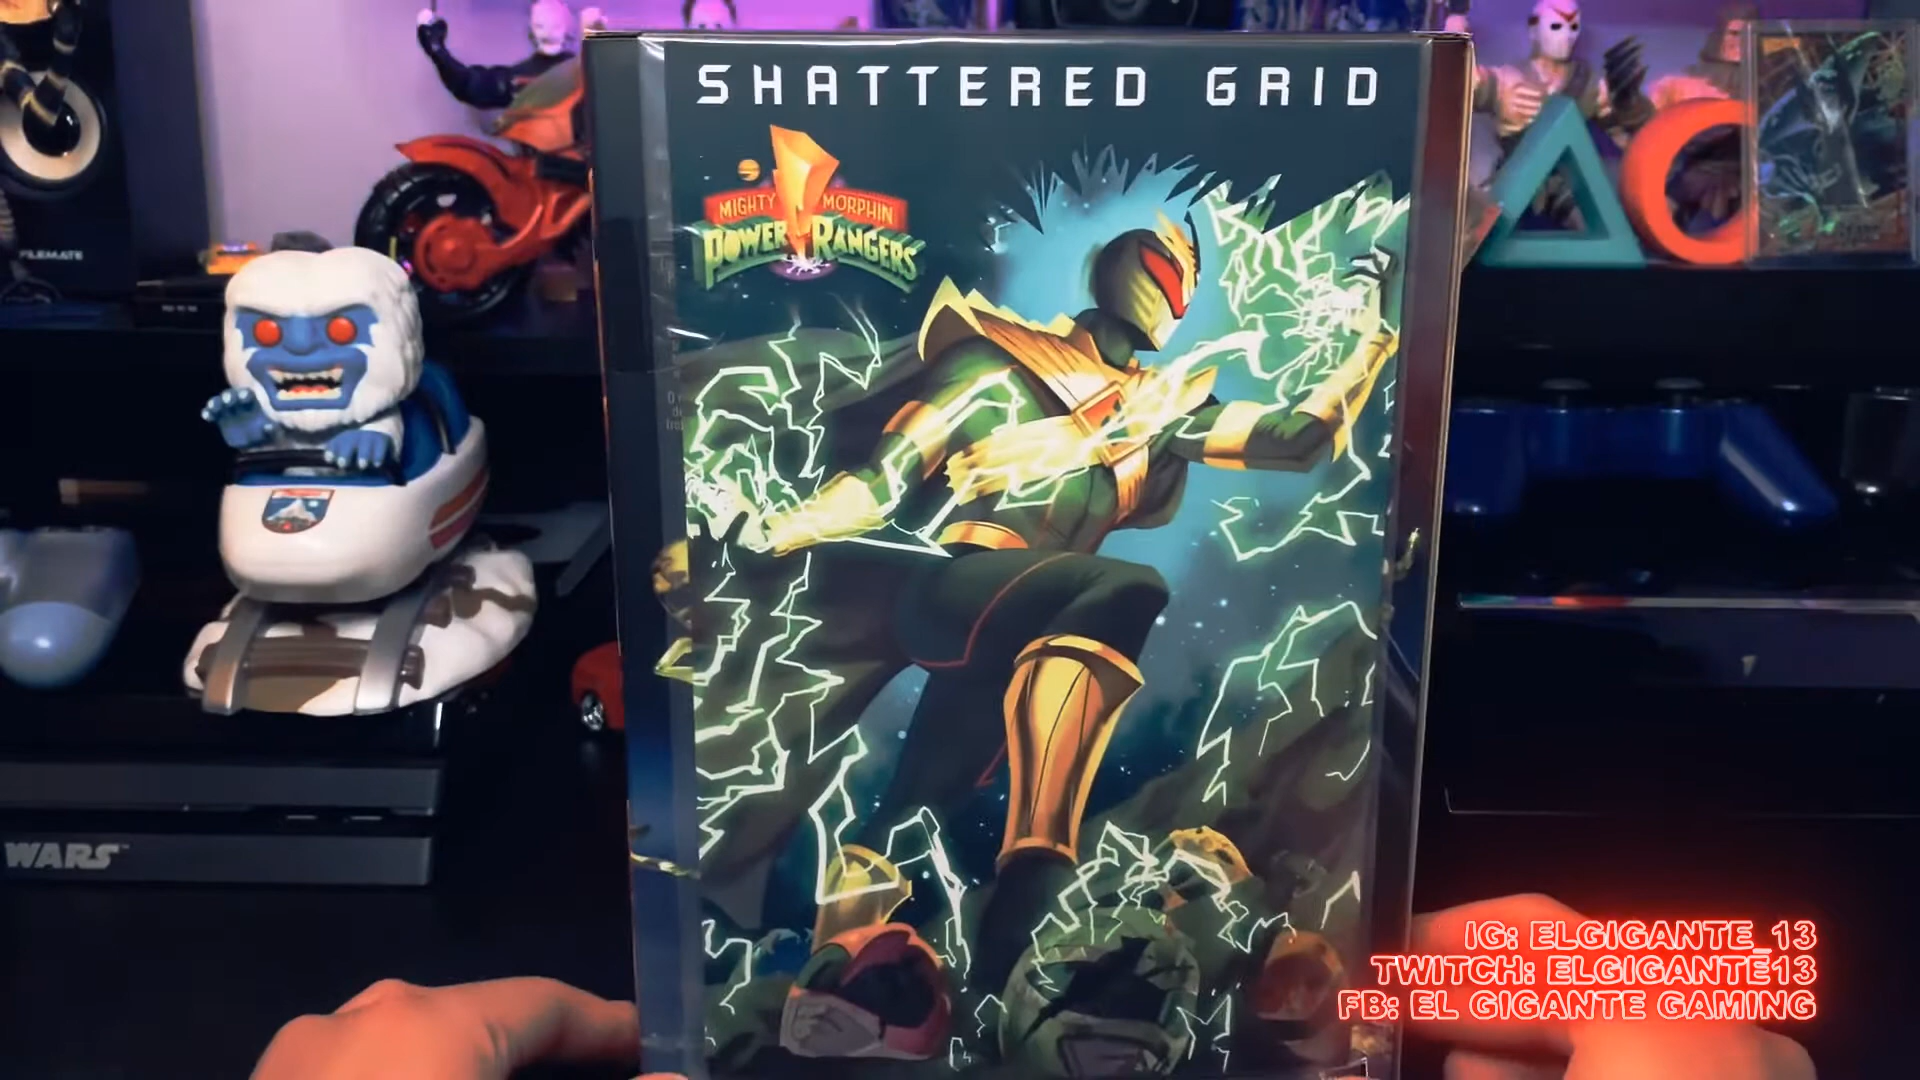 SHATTERED GRID
MIGHTY MORPHIN
POWER RANGERS
WARS
IG: ELGIGANTE_13
TWITCH: ELGIGANTE13
FB: EL GIGANTE GAMING